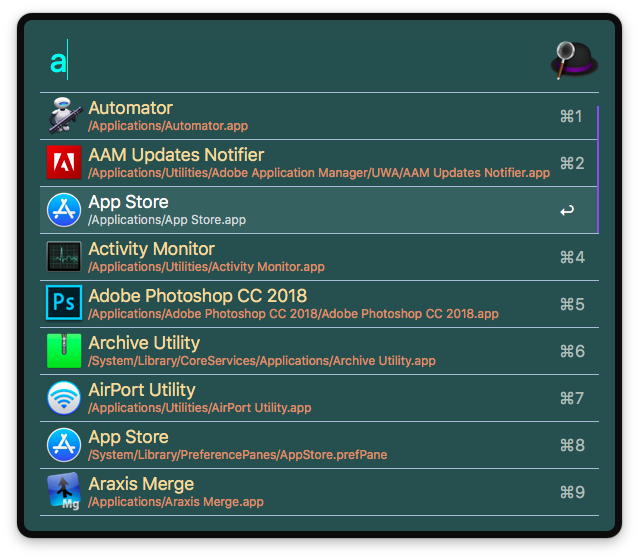 a
Automator
/Applications/Automator.app
⌘1
AAM Updates Notifier
/Applications/Utilities/Adobe Application Manager/UWA/AAM Updates Notifier.app
⌘2
App Store
/Applications/App Store.app
↩
Activity Monitor
/Applications/Utilities/Activity Monitor.app
⌘4
Ps
Adobe Photoshop CC 2018
/Applications/Adobe Photoshop CC 2018/Adobe Photoshop CC 2018.app
⌘5
Archive Utility
/System/Library/CoreServices/Applications/Archive Utility.app
⌘6
AirPort Utility
/Applications/Utilities/AirPort Utility.app
⌘7
App Store
/System/Library/PreferencePanes/AppStore.prefPane
⌘8
Mg
Araxis Merge
/Applications/Araxis Merge.app
⌘9